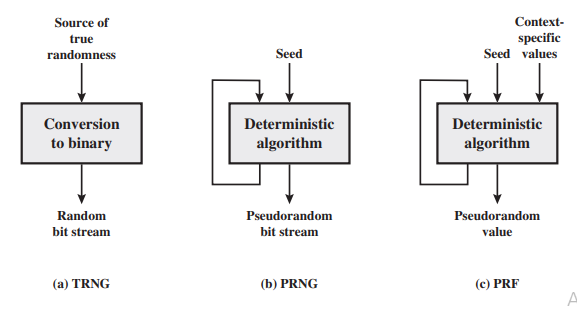 Source of
true
randomness
Conversion
to binary
Random
bit stream
(a) TRNG
Seed
Deterministic
algorithm
Pseudorandom
bit stream
(b) PRNG
Seed
Context-
specific
values
Deterministic
algorithm
Pseudorandom
value
(c) PRF
A